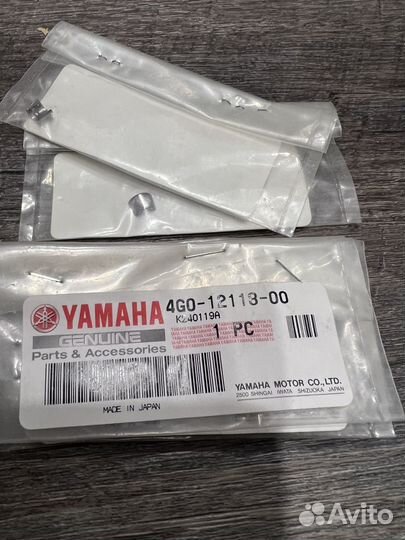 YAMAHA
GENUINE
Parts & Accessories
4G0-12118-00
K240119A
1 PC
MADE IN JAPAN
YAMAHA MOTOR CO.,LTD.
2500 SHINGAI IWATA SHIZUOKA JAPAN
Avito